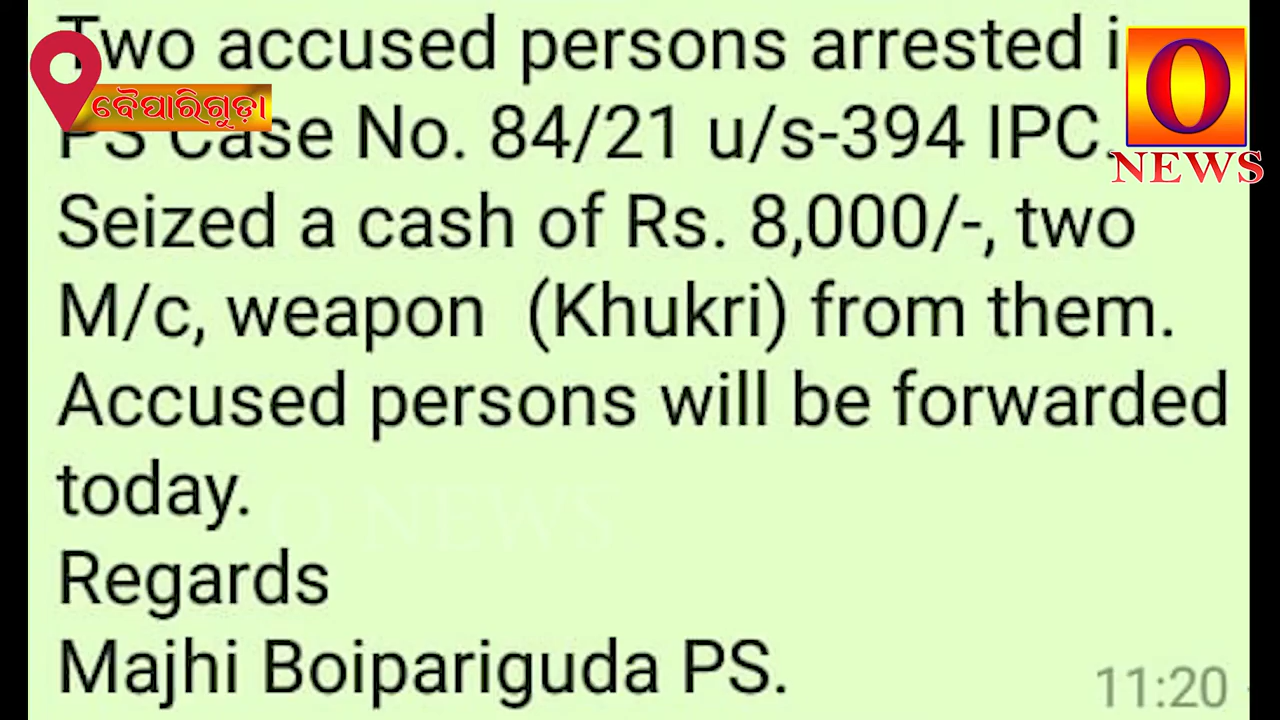 Two accused persons arrested i
PS Case No. 84/21 u/s-394 IPC.
Seized a cash of Rs. 8,000/-, two
M/c, weapon (Khukri) from them.
Accused persons will be forwarded
today.
Regards
Majhi Boipariguda PS.
11:20
ବୈପାରିଗୁଡ଼ା
O
NEWS
O NEWS